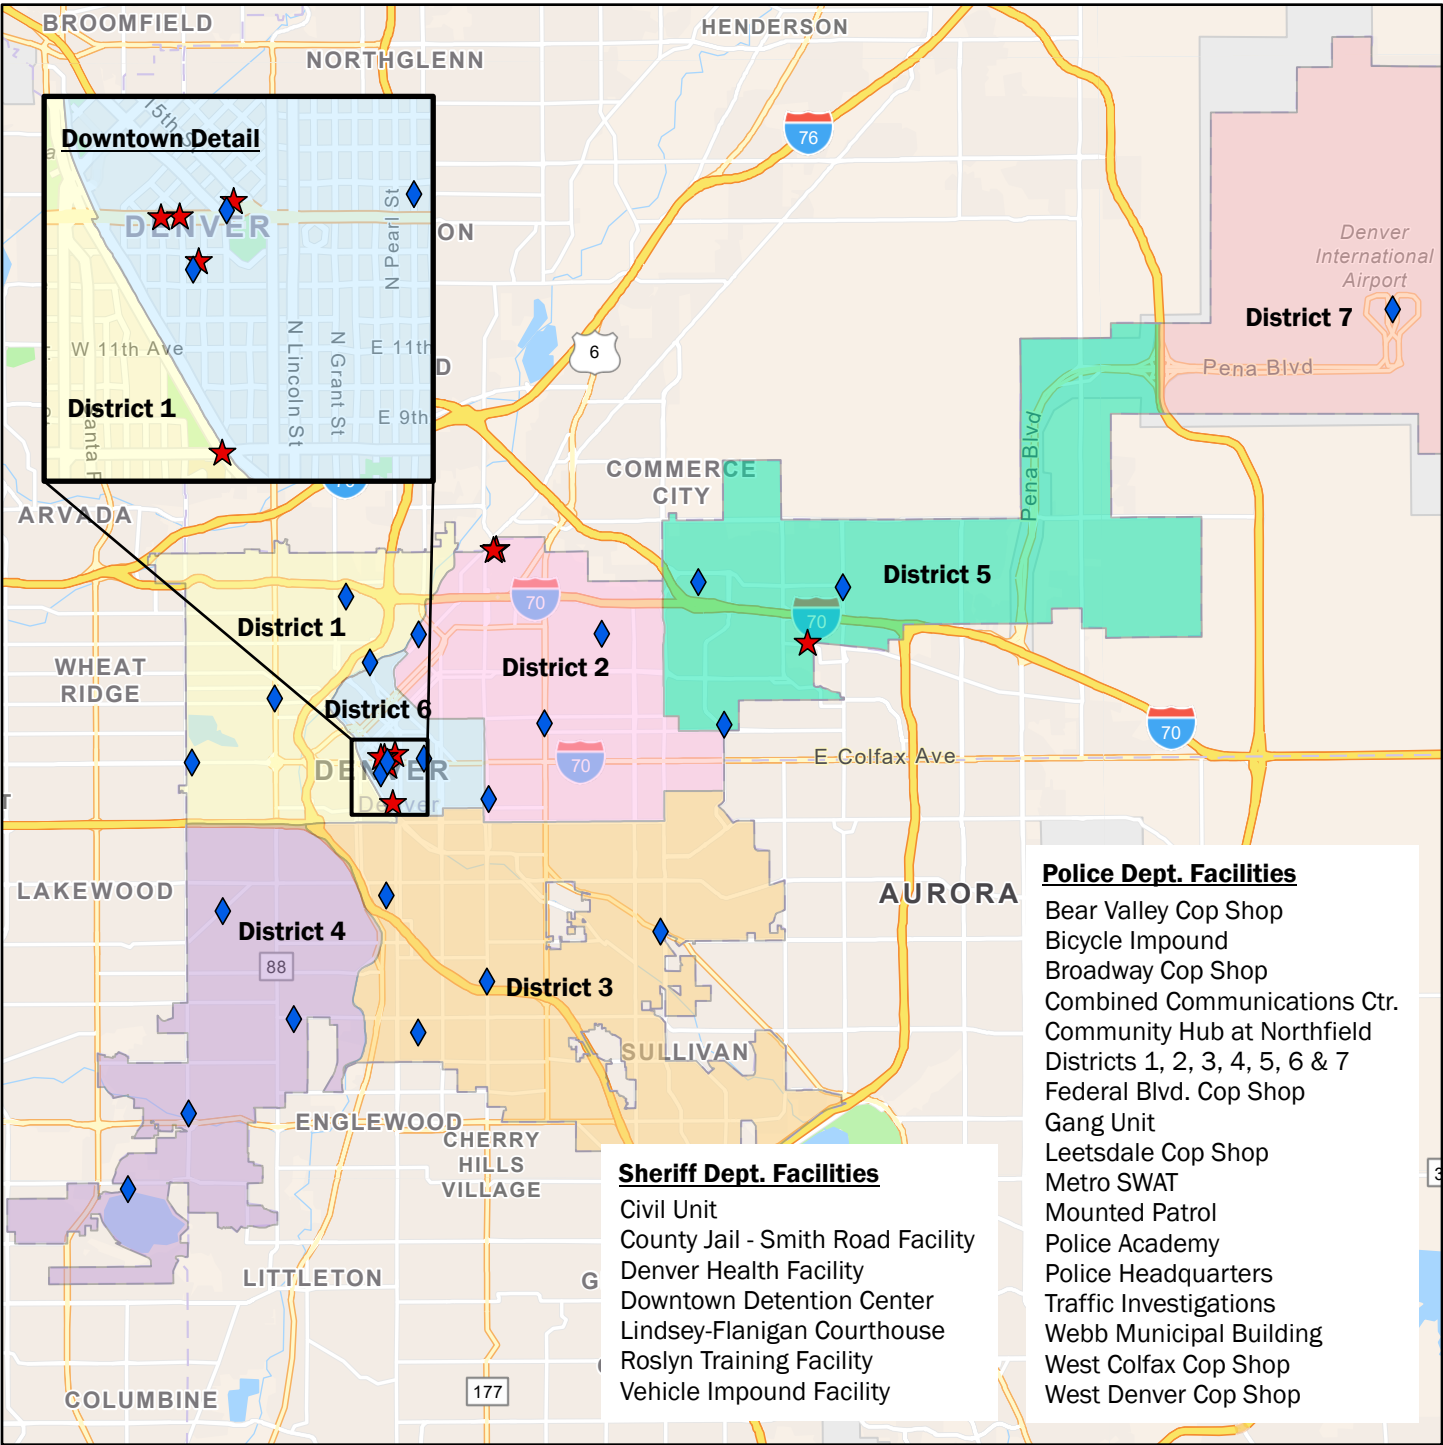 BROOMFIELD
HENDERSON
NORTHGLENN
76
15th
Downtown Detail
DENVER
N Pearl St
ON
Denver
International
Airport
District 7
Pena Blvd
W 11th Ave
N Lincoln St
N Grant St
E 11th
D
6
District 1
E 9th
Pena Blvd
COMMERCE
CITY
ARVADA
District 5
70
70
District 1
WHEAT
RIDGE
District 2
District 6
70
70
E Colfax Ave
DENVER
Denver
T
LAKEWOOD
AURORA
District 4
88
District 3
SULLIVAN
ENGLEWOOD
CHERRY
HILLS
VILLAGE
LITTLETON
G
COLUMBINE
177
3
Sheriff Dept. Facilities
Civil Unit
County Jail - Smith Road Facility
Denver Health Facility
Downtown Detention Center
Lindsey-Flanigan Courthouse
Roslyn Training Facility
Vehicle Impound Facility
Police Dept. Facilities
Bear Valley Cop Shop
Bicycle Impound
Broadway Cop Shop
Combined Communications Ctr.
Community Hub at Northfield
Districts 1, 2, 3, 4, 5, 6 & 7
Federal Blvd. Cop Shop
Gang Unit
Leetsdale Cop Shop
Metro SWAT
Mounted Patrol
Police Academy
Police Headquarters
Traffic Investigations
Webb Municipal Building
West Colfax Cop Shop
West Denver Cop Shop